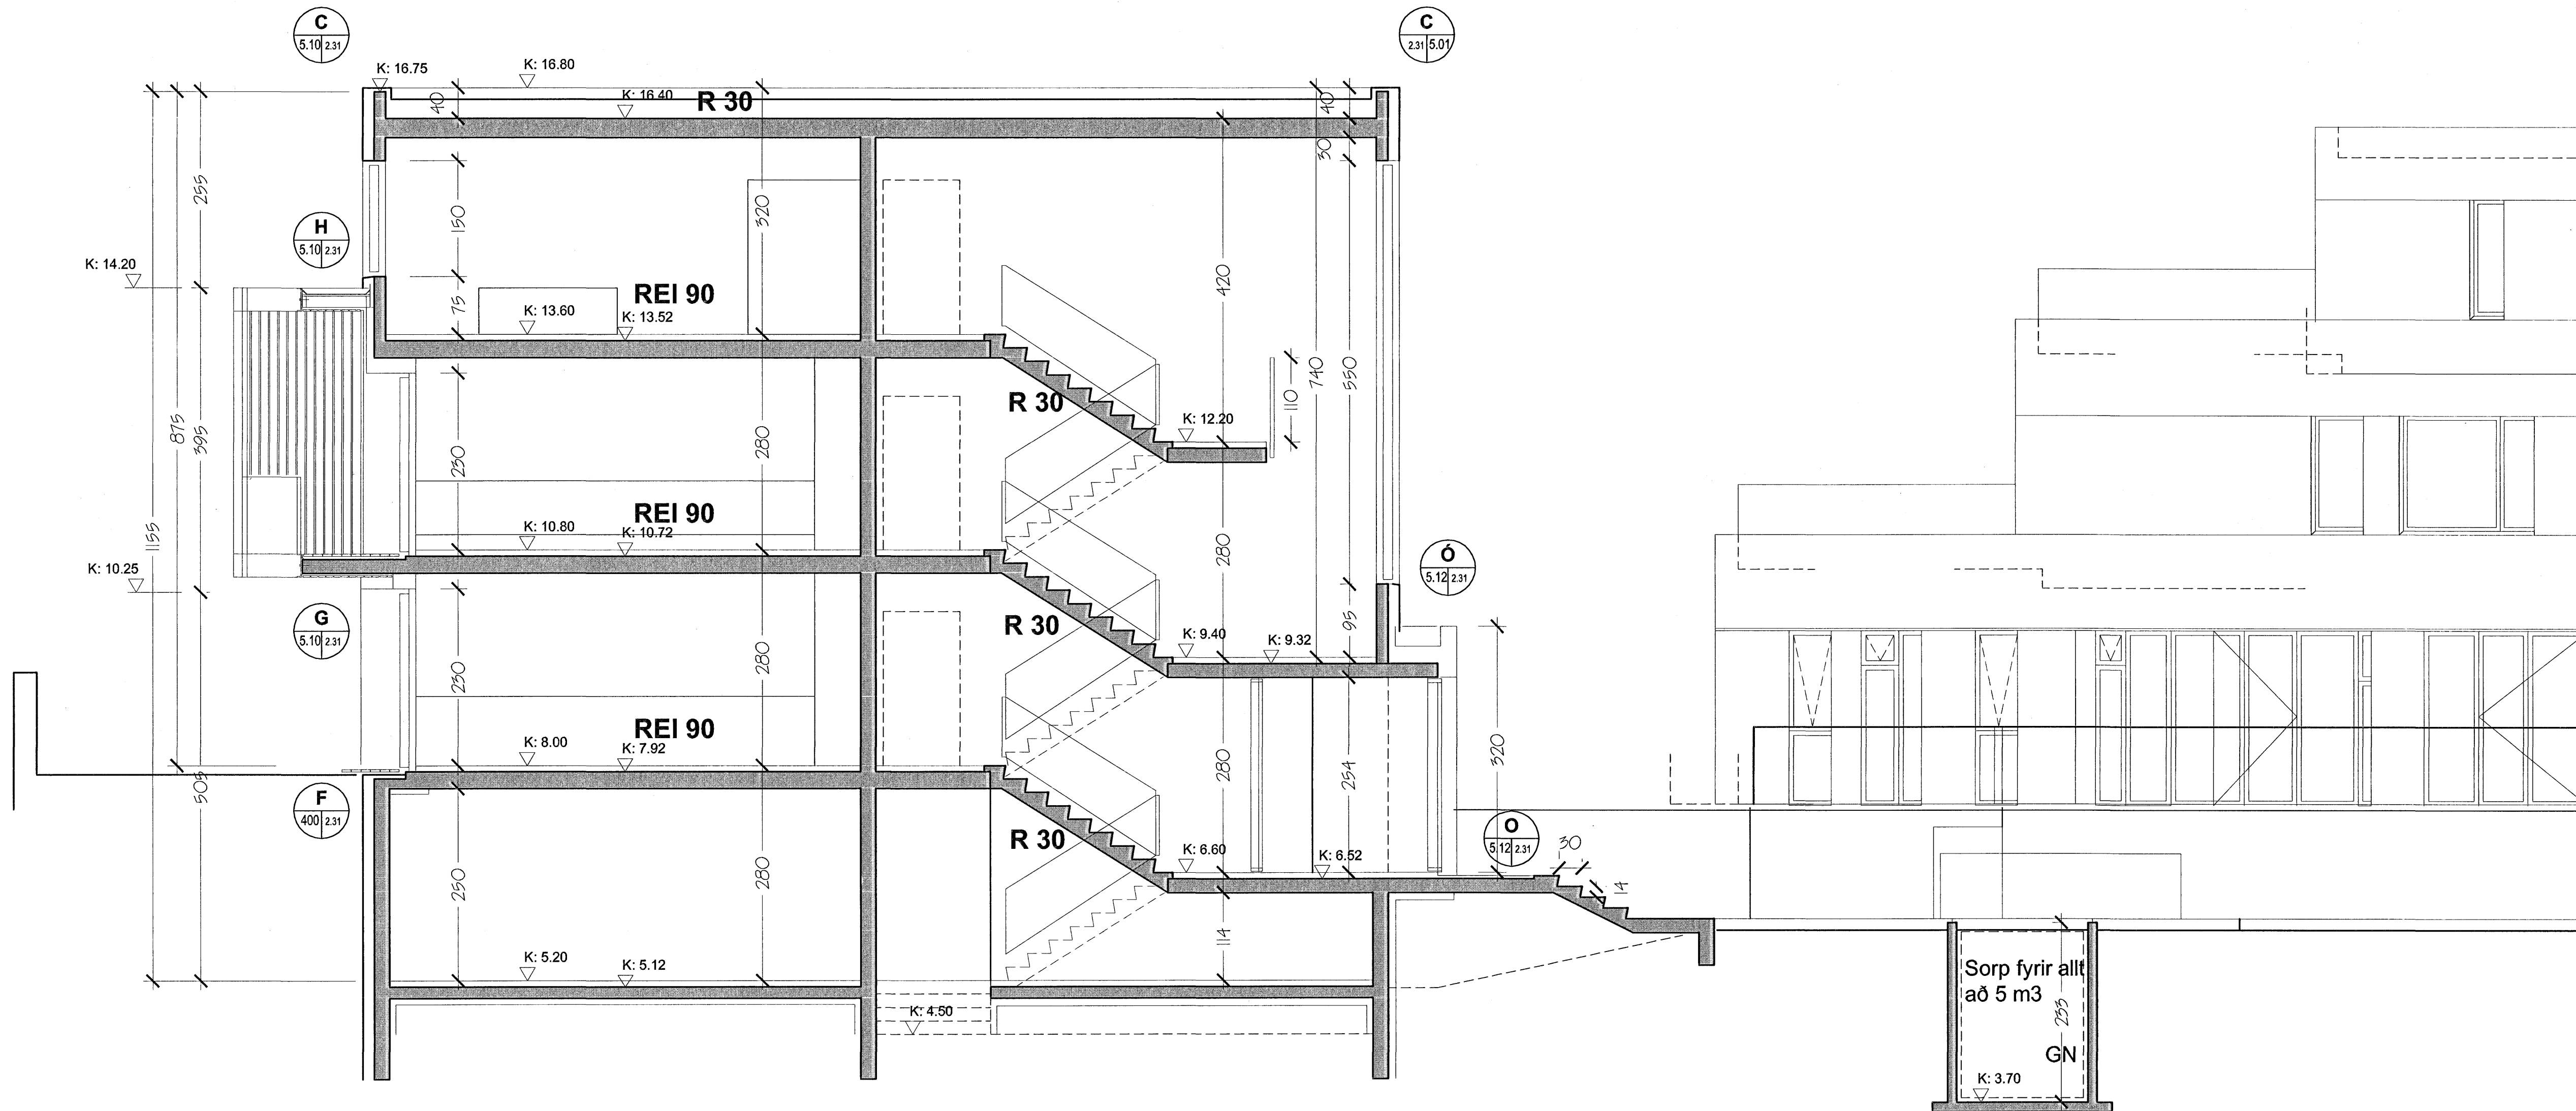 C
5.10 2.31
C
2.31 5.01
K: 16.75
K: 16.80
K: 16.40
R 30
40
40
30
255
150
320
H
5.10 2.31
K: 14.20
75
REI 90
K: 13.60
K: 13.52
420
740
550
110
R 30
K: 12.20
875
395
230
280
1155
REI 90
K: 10.80
K: 10.72
280
K: 10.25
Ó
5.12 2.31
G
5.10 2.31
R 30
95
K: 9.40
K: 9.32
230
280
REI 90
K: 8.00
K: 7.92
280
254
320
505
F
400 2.31
R 30
O
5.12 2.31
30
14
K: 6.60
K: 6.52
250
280
114
K: 5.20
K: 5.12
K: 4.50
Sorp fyrir allt
að 5 m3
233
GN
K: 3.70